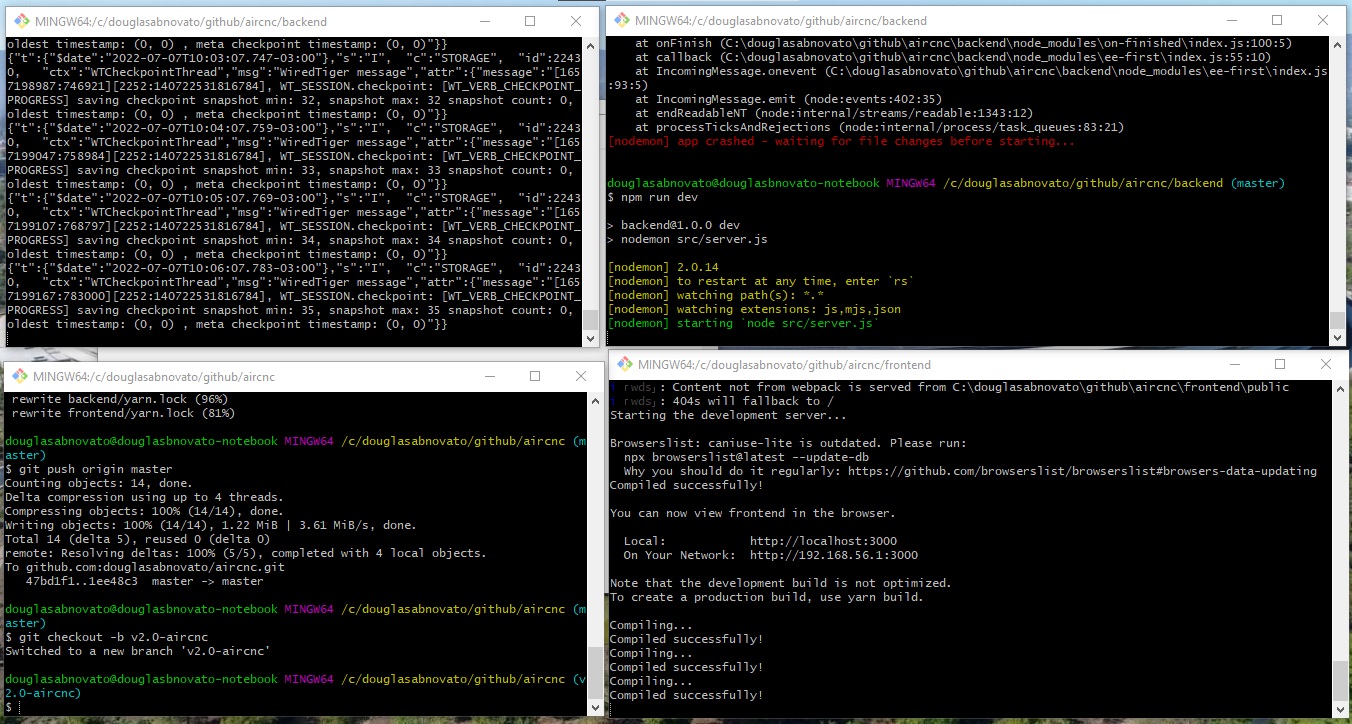 MINGW64:/c/douglasabnovato/github/aircnc/backend
oldest timestamp: (0, 0) , meta checkpoint timestamp: (0, 0)"}}
{"t":{"$date":"2022-07-07T10:03:07.747-03:00"},"s":"I",  "c":"STORAGE",  "id":2243
0,   "ctx":"WTCheckpointThread","msg":"WiredTiger message","attr":{"message":"[165
7198987:746921][2252:140722531816784], WT_SESSION.checkpoint: [WT_VERB_CHECKPOINT_
PROGRESS] saving checkpoint snapshot min: 32, snapshot max: 32 snapshot count: 0,
oldest timestamp: (0, 0) , meta checkpoint timestamp: (0, 0)"}}
{"t":{"$date":"2022-07-07T10:04:07.759-03:00"},"s":"I",  "c":"STORAGE",  "id":2243
0,   "ctx":"WTCheckpointThread","msg":"WiredTiger message","attr":{"message":"[165
7199047:758984][2252:140722531816784], WT_SESSION.checkpoint: [WT_VERB_CHECKPOINT_
PROGRESS] saving checkpoint snapshot min: 33, snapshot max: 33 snapshot count: 0,
oldest timestamp: (0, 0) , meta checkpoint timestamp: (0, 0)"}}
{"t":{"$date":"2022-07-07T10:05:07.769-03:00"},"s":"I",  "c":"STORAGE",  "id":2243
0,   "ctx":"WTCheckpointThread","msg":"WiredTiger message","attr":{"message":"[165
7199107:768797][2252:140722531816784], WT_SESSION.checkpoint: [WT_VERB_CHECKPOINT_
PROGRESS] saving checkpoint snapshot min: 34, snapshot max: 34 snapshot count: 0,
oldest timestamp: (0, 0) , meta checkpoint timestamp: (0, 0)"}}
{"t":{"$date":"2022-07-07T10:06:07.783-03:00"},"s":"I",  "c":"STORAGE",  "id":2243
0,   "ctx":"WTCheckpointThread","msg":"WiredTiger message","attr":{"message":"[165
7199167:783000][2252:140722531816784], WT_SESSION.checkpoint: [WT_VERB_CHECKPOINT_
PROGRESS] saving checkpoint snapshot min: 35, snapshot max: 35 snapshot count: 0,
oldest timestamp: (0, 0) , meta checkpoint timestamp: (0, 0)"}}
MINGW64:/c/douglasabnovato/github/aircnc/backend
at onFinish (C:\douglasabnovato\github\aircnc\backend\node_modules\on-finished\index.js:100:5)
at callback (C:\douglasabnovato\github\aircnc\backend\node_modules\ee-first\index.js:55:10)
at IncomingMessage.onevent (C:\douglasabnovato\github\aircnc\backend\node_modules\ee-first\index.js
:93:5)
at IncomingMessage.emit (node:events:402:35)
at endReadableNT (node:internal/streams/readable:1343:12)
at processTicksAndRejections (node:internal/process/task_queues:83:21)
[nodemon] app crashed - waiting for file changes before starting...
douglasabnovato@douglasbnovato-notebook MINGW64 /c/douglasabnovato/github/aircnc/backend (master)
$ npm run dev
> backend@1.0.0 dev
> nodemon src/server.js
[nodemon] 2.0.14
[nodemon] to restart at any time, enter `rs`
[nodemon] watching path(s): *.*
[nodemon] watching extensions: js,mjs,json
[nodemon] starting `node src/server.js`
MINGW64:/c/douglasabnovato/github/aircnc
rewrite backend/yarn.lock (96%)
rewrite frontend/yarn.lock (81%)
douglasabnovato@douglasbnovato-notebook MINGW64 /c/douglasabnovato/github/aircnc (m
aster)
$ git push origin master
Counting objects: 14, done.
Delta compression using up to 4 threads.
Compressing objects: 100% (14/14), done.
Writing objects: 100% (14/14), 1.22 MiB | 3.61 MiB/s, done.
Total 14 (delta 5), reused 0 (delta 0)
remote: Resolving deltas: 100% (5/5), completed with 4 local objects.
To github.com:douglasabnovato/aircnc.git
47bd1f1..1ee48c3  master -> master
douglasabnovato@douglasbnovato-notebook MINGW64 /c/douglasabnovato/github/aircnc (m
aster)
$ git checkout -b v2.0-aircnc
Switched to a new branch 'v2.0-aircnc'
douglasabnovato@douglasbnovato-notebook MINGW64 /c/douglasabnovato/github/aircnc (v
2.0-aircnc)
$
MINGW64:/c/douglasabnovato/github/aircnc/frontend
i ｢wds｣: Content not from webpack is served from C:\douglasabnovato\github\aircnc\frontend\public
i ｢wds｣: 404s will fallback to /
Starting the development server...
Browserslist: caniuse-lite is outdated. Please run:
npx browserslist@latest --update-db
Why you should do it regularly: https://github.com/browserslist/browserslist#browsers-data-updating
Compiled successfully!
You can now view frontend in the browser.
Local:            http://localhost:3000
On Your Network:  http://192.168.56.1:3000
Note that the development build is not optimized.
To create a production build, use yarn build.
Compiling...
Compiled successfully!
Compiling...
Compiled successfully!
Compiling...
Compiled successfully!